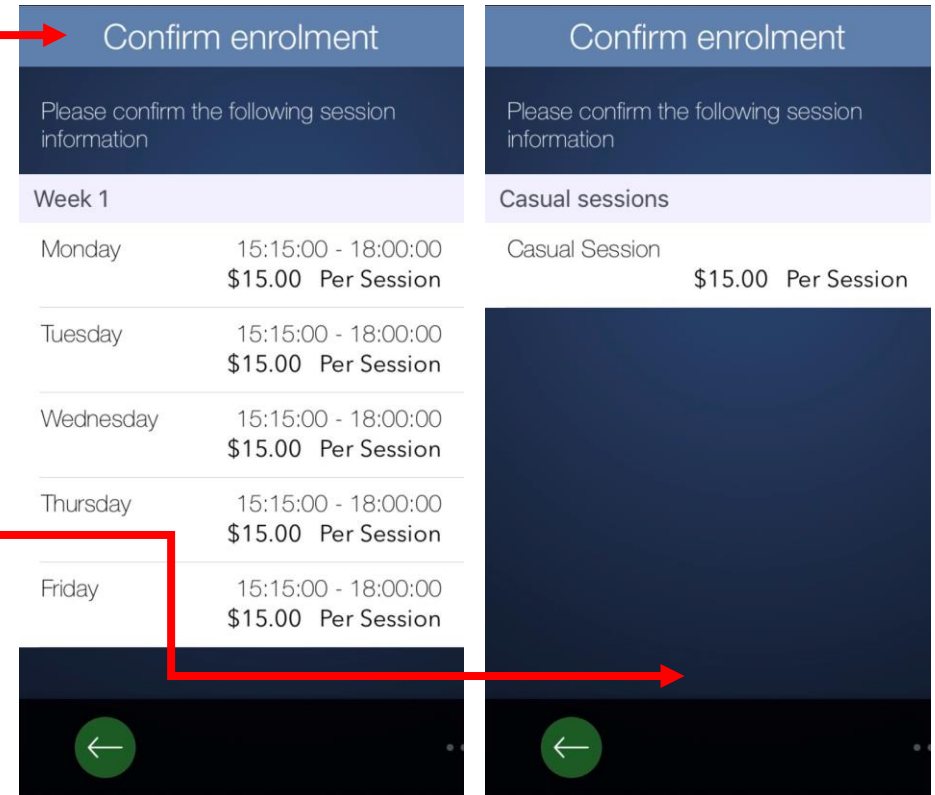 Confirm enrolment
Please confirm the following session
information
Week 1
Monday 15:15:00 - 18:00:00
$15.00 Per Session
Tuesday 15:15:00 - 18:00:00
$15.00 Per Session
Wednesday 15:15:00 - 18:00:00
$15.00 Per Session
Thursday 15:15:00 - 18:00:00
$15.00 Per Session
Friday 15:15:00 - 18:00:00
$15.00 Per Session
Confirm enrolment
Please confirm the following session
information
Casual sessions
Casual Session
$15.00 Per Session